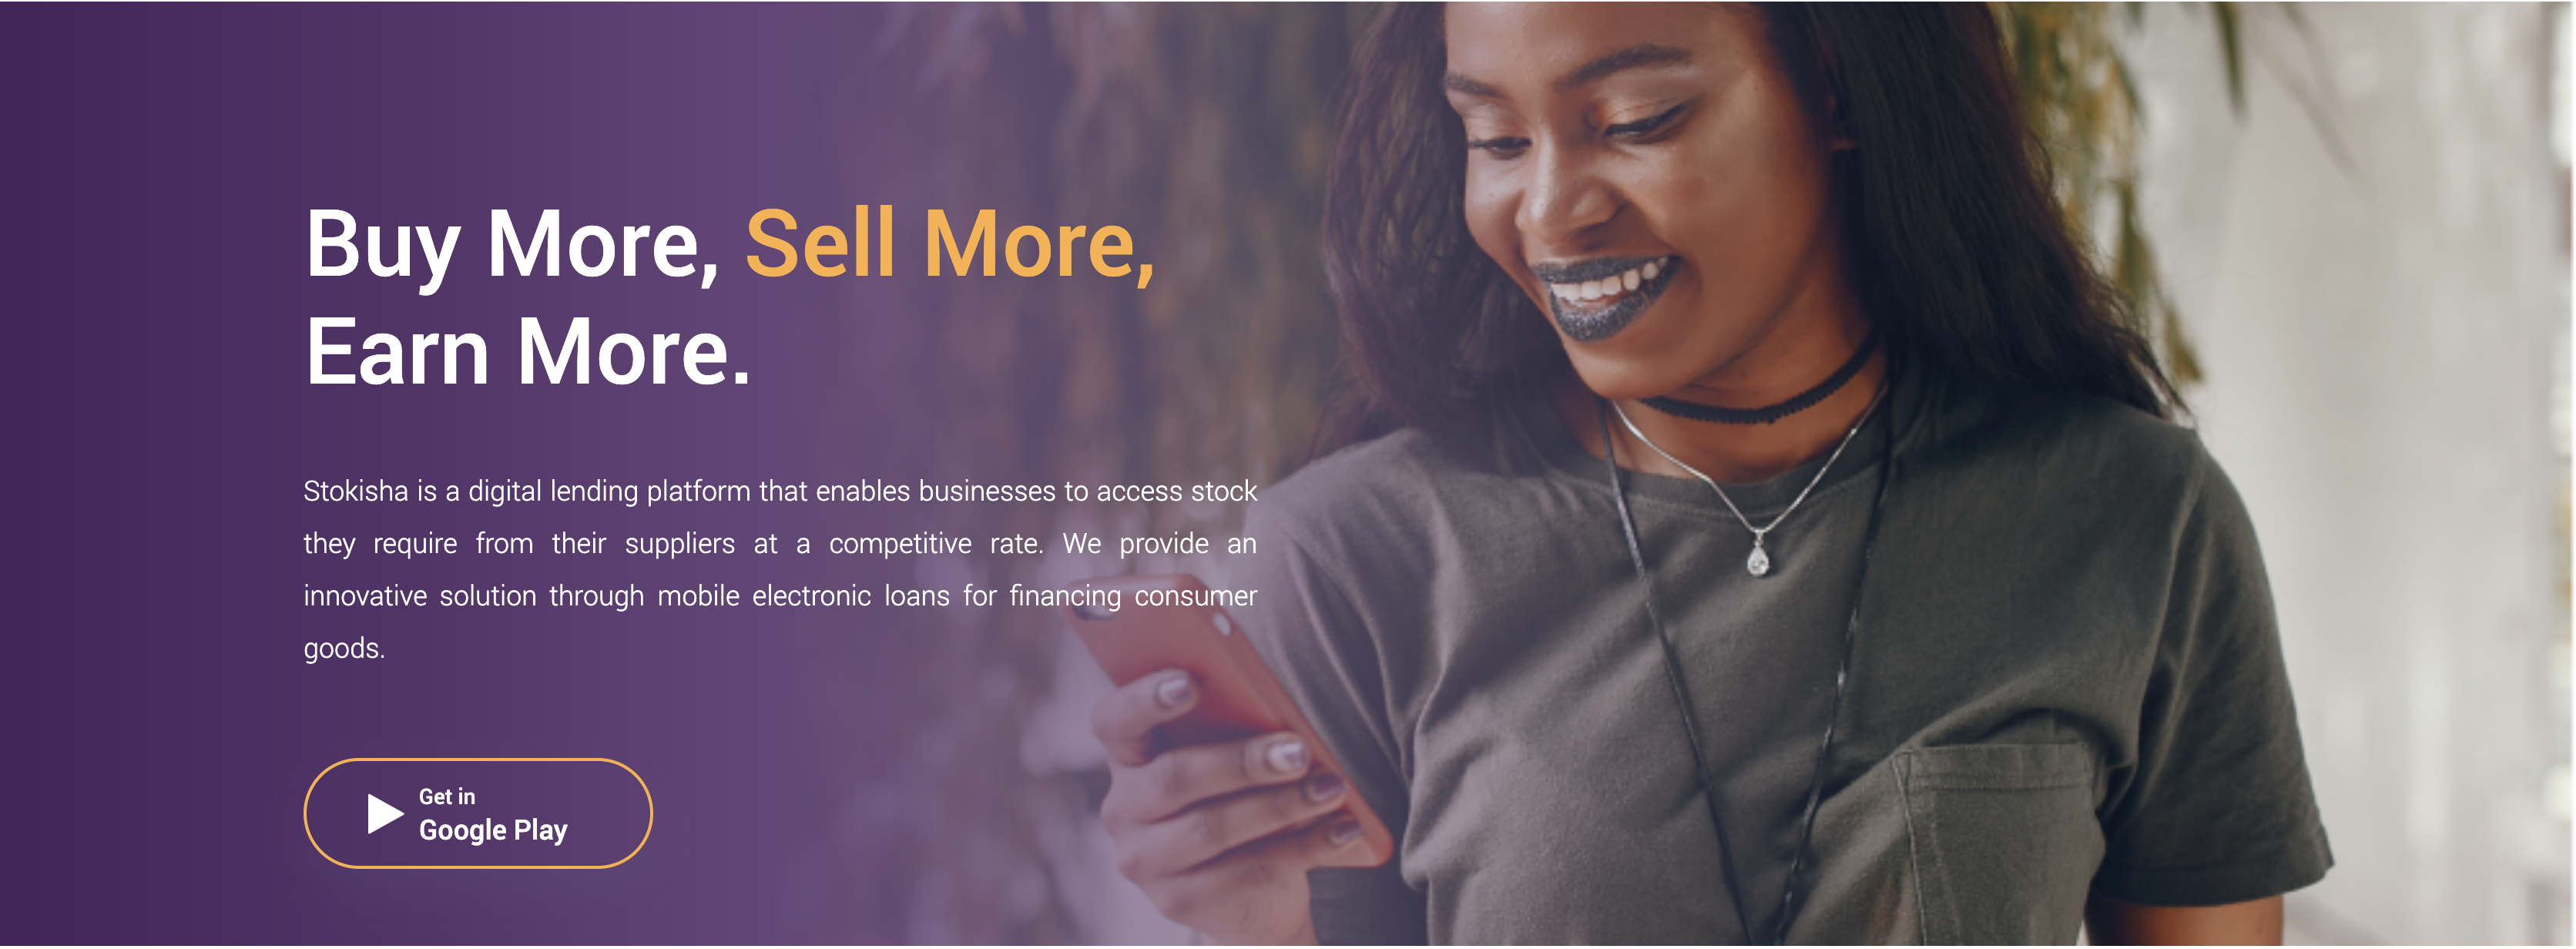 Buy More, Sell More,
Earn More.
Stokisha is a digital lending platform that enables businesses to access stock
they require from their suppliers at a competitive rate. We provide an
innovative solution through mobile electronic loans for financing consumer
goods.
Get in
Google Play